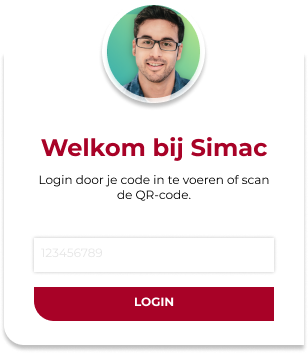 Welkom bij Simac
Login door je code in te voeren of scan
de QR-code.
123456789
LOGIN